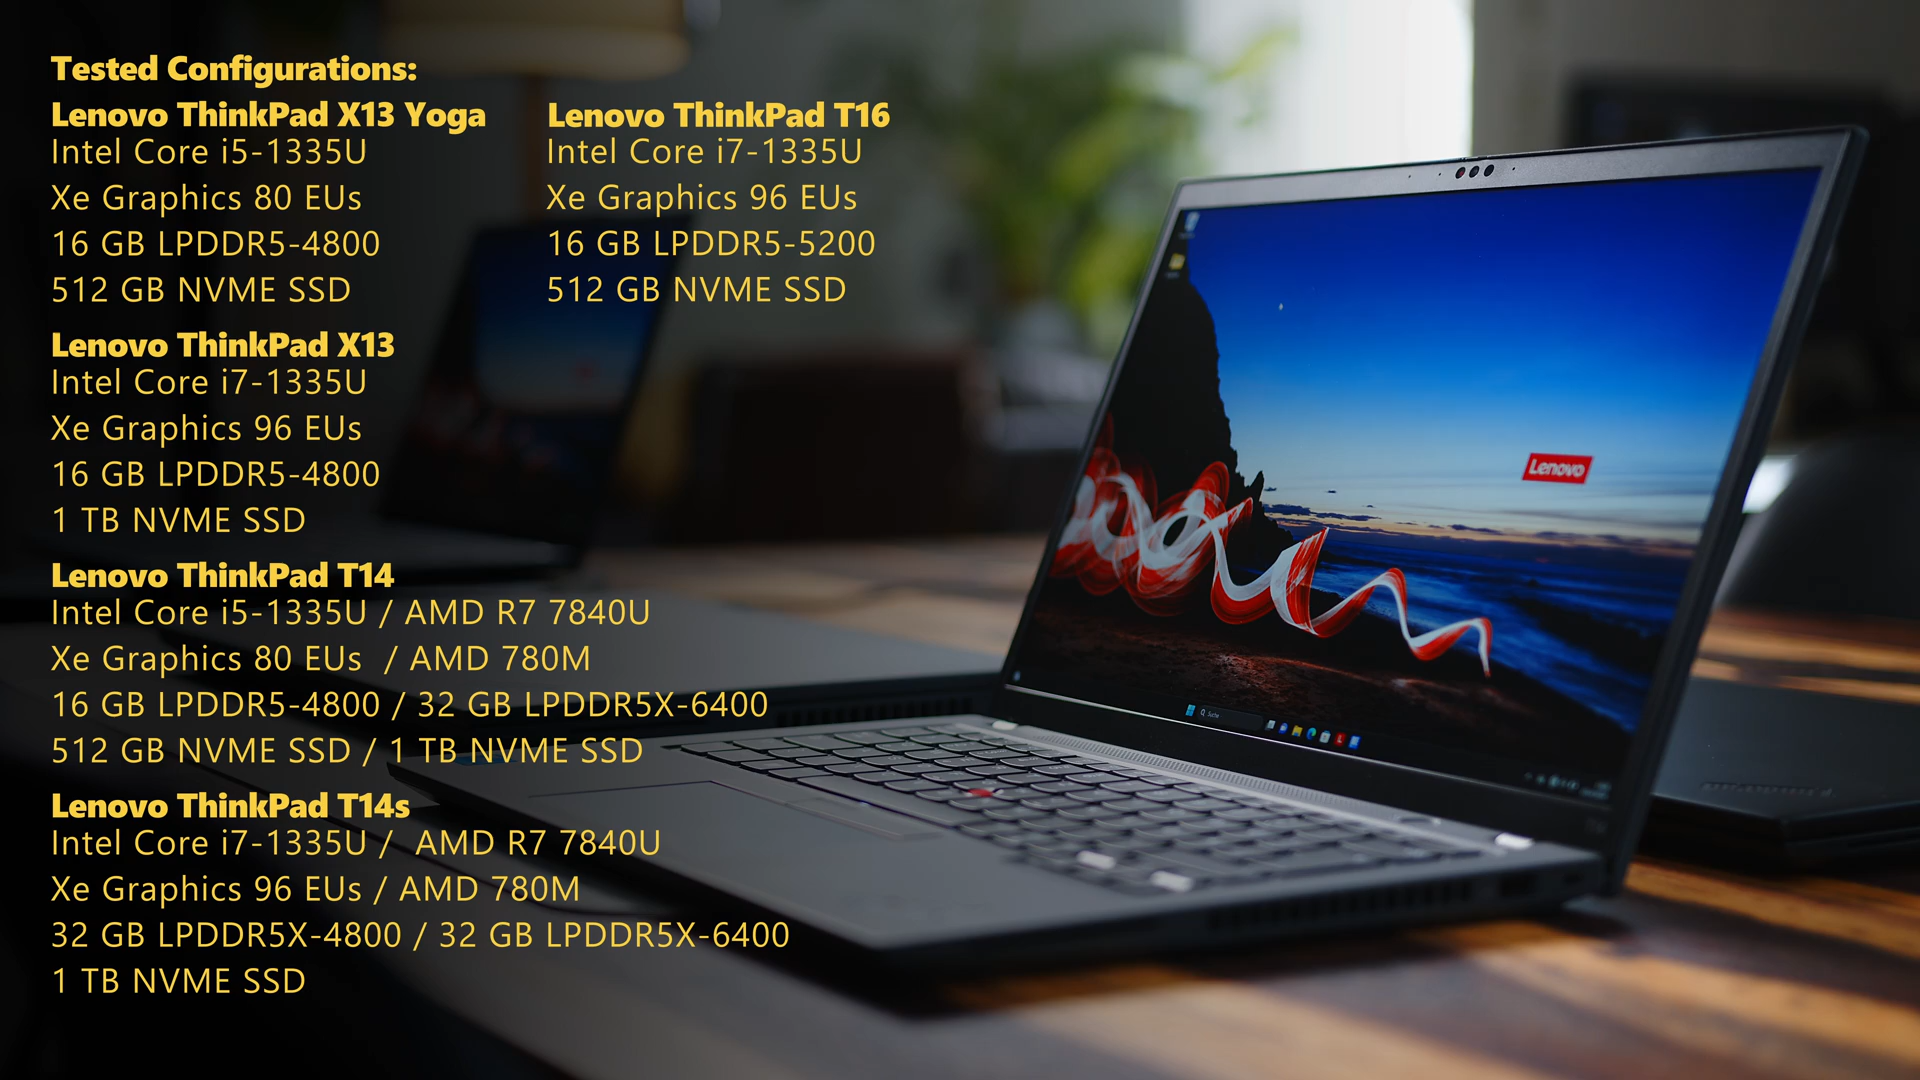 Tested Configurations:
Lenovo ThinkPad X13 Yoga
Intel Core i5-1335U
Xe Graphics 80 EUs
16 GB LPDDR5-4800
512 GB NVME SSD
Lenovo ThinkPad X13
Intel Core i7-1335U
Xe Graphics 96 EUs
16 GB LPDDR5-4800
1 TB NVME SSD
Lenovo ThinkPad T14
Intel Core i5-1335U / AMD R7 7840U
Xe Graphics 80 EUs / AMD 780M
16 GB LPDDR5-4800 / 32 GB LPDDR5X-6400
512 GB NVME SSD / 1 TB NVME SSD
Lenovo ThinkPad T14s
Intel Core i7-1335U / AMD R7 7840U
Xe Graphics 96 EUs / AMD 780M
32 GB LPDDR5X-4800 / 32 GB LPDDR5X-6400
1 TB NVME SSD
Lenovo ThinkPad T16
Intel Core i7-1335U
Xe Graphics 96 EUs
16 GB LPDDR5-5200
512 GB NVME SSD
Lenovo
Suche